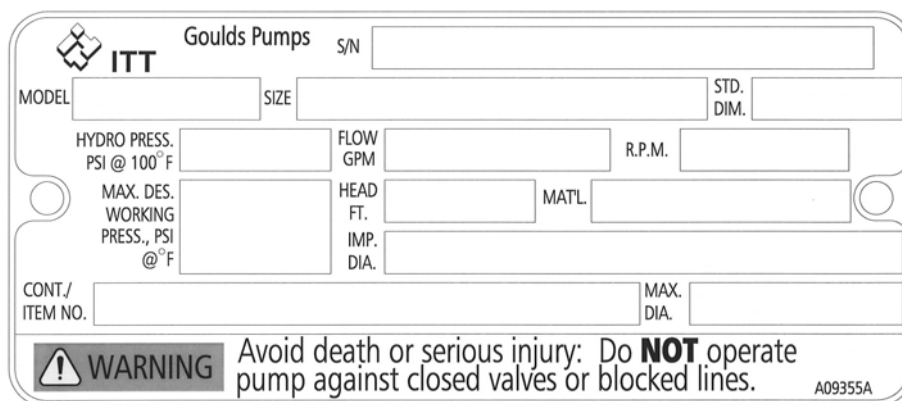 ITT
Goulds Pumps
S/N
MODEL
SIZE
STD.
DIM.
HYDRO PRESS.
PSI @ 100°F
FLOW
GPM
R.P.M.
MAX. DES.
WORKING
PRESS., PSI
@°F
HEAD
FT.
MAT'L.
IMP.
DIA.
CONT./
ITEM NO.
MAX.
DIA.
WARNING
Avoid death or serious injury: Do NOT operate
pump against closed valves or blocked lines.
A09355A